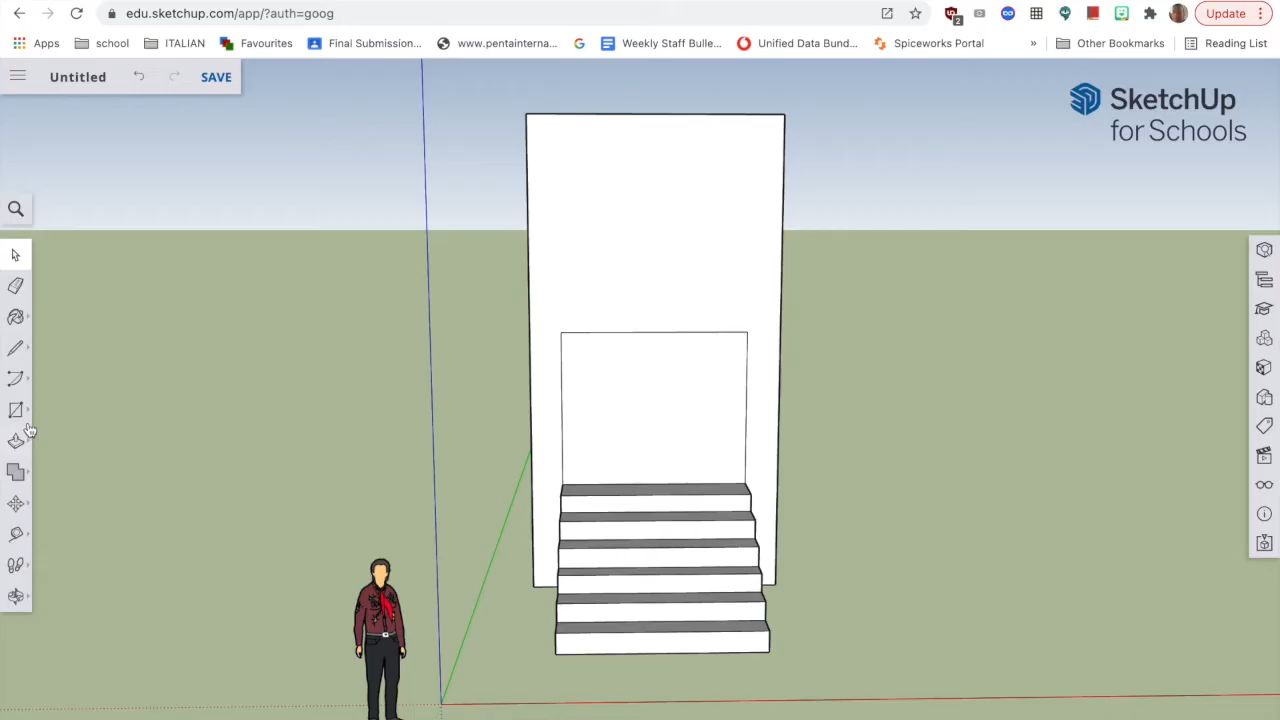 edu.sketchup.com/app/?auth=goog
2
Update
Apps
school
ITALIAN
Favourites
Final Submission...
www.pentainterna...
G
Weekly Staff Bulle...
Unified Data Bund...
Spiceworks Portal
»
Other Bookmarks
Reading List
Untitled
SAVE
SketchUp
for Schools